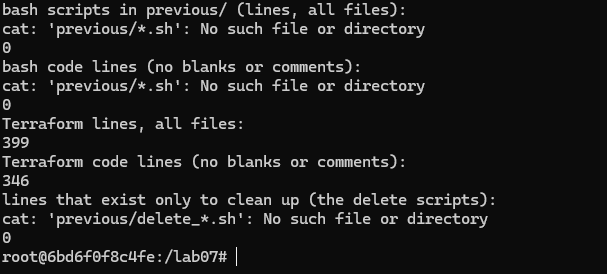 bash scripts in previous/ (lines, all files):
cat: 'previous/*.sh': No such file or directory
0
bash code lines (no blanks or comments):
cat: 'previous/*.sh': No such file or directory
0
Terraform lines, all files:
399
Terraform code lines (no blanks or comments):
346
lines that exist only to clean up (the delete scripts):
cat: 'previous/delete_*.sh': No such file or directory
0
root@6bd6f0f8c4fe:/lab07#